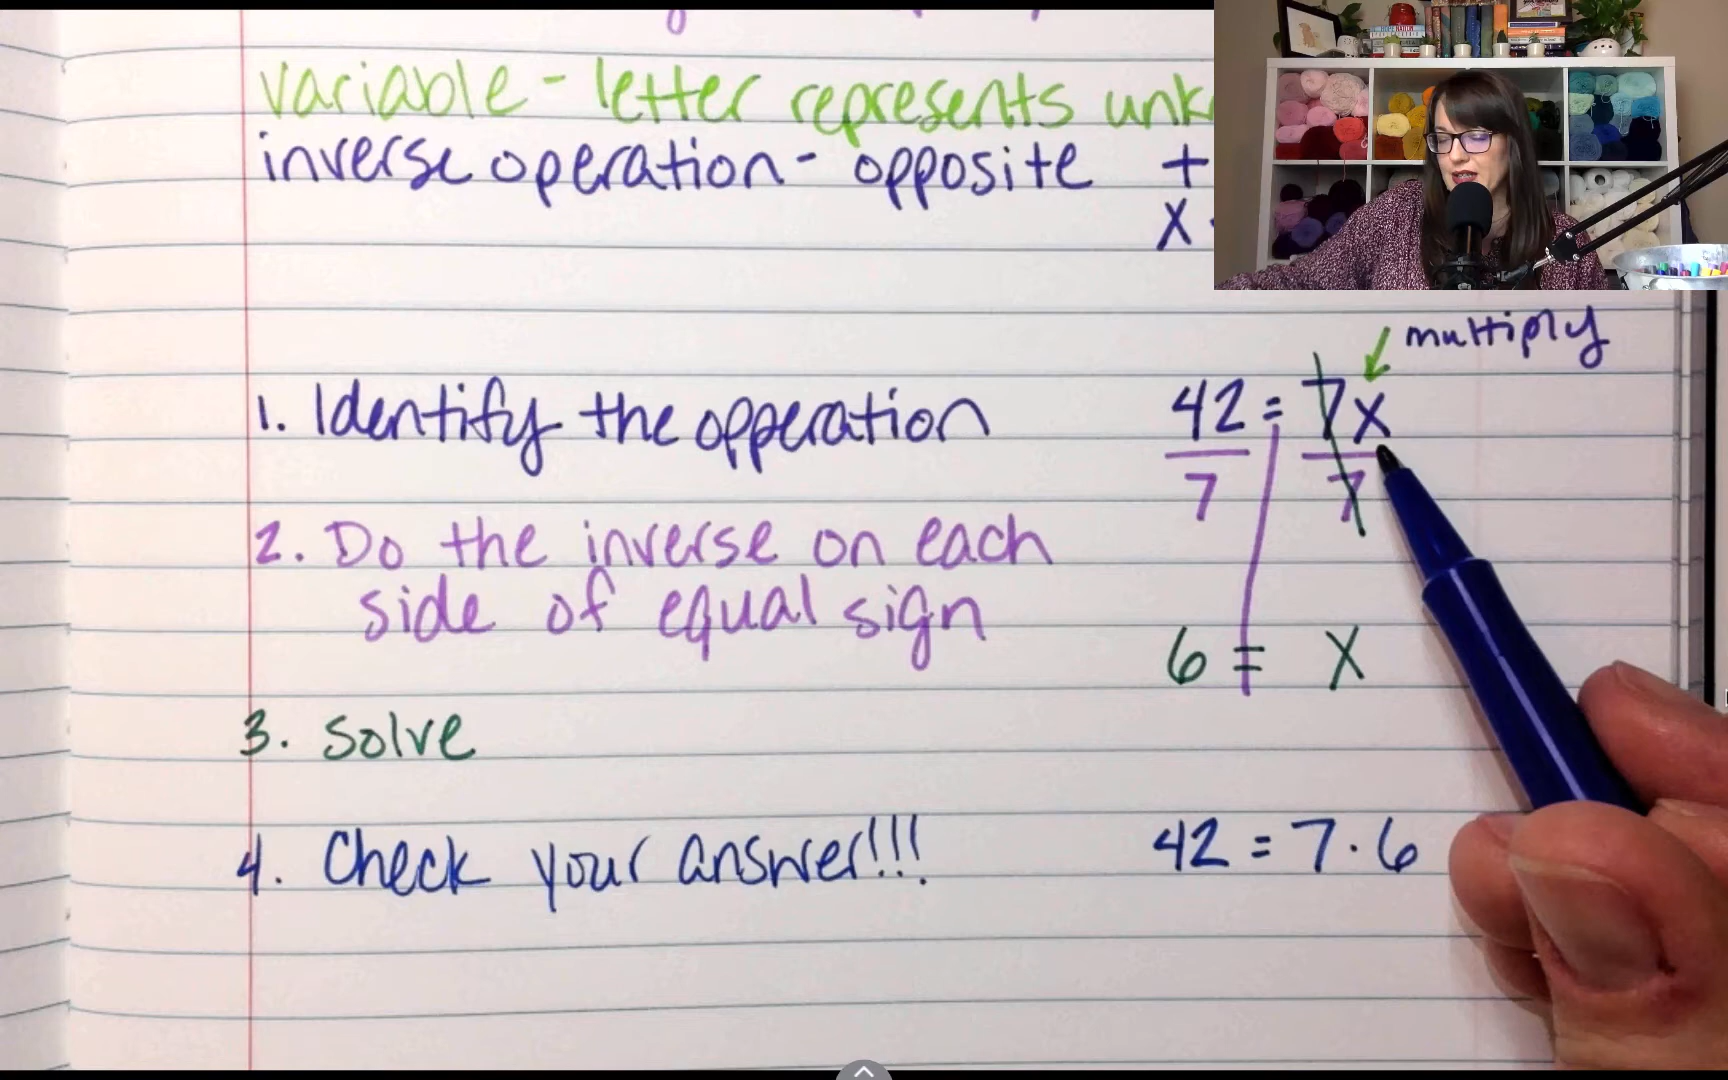 variable - letter represents
inverse operation - opposite +
x
multiply
1. Identify the opperation
42 = 7x
7 7
2. Do the inverse on each
side of equal sign
6 = x
3. solve
4. Check your answer!!!
42 = 7 · 6